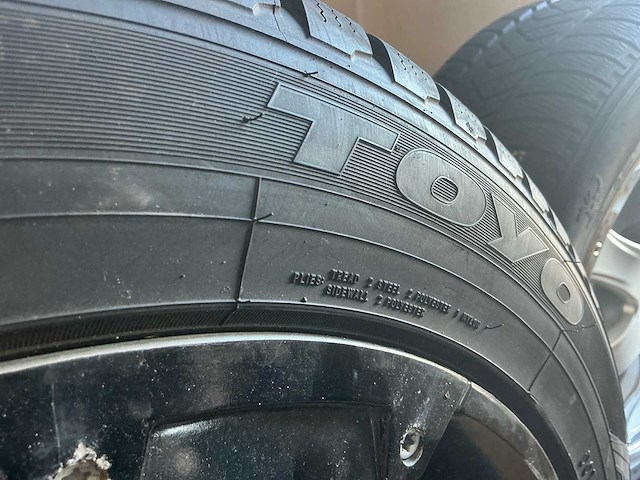 TOYO
PLIES: TREAD 2 STEEL 2 POLYESTER 1 NYLON
SIDEWALL 2 POLYESTER